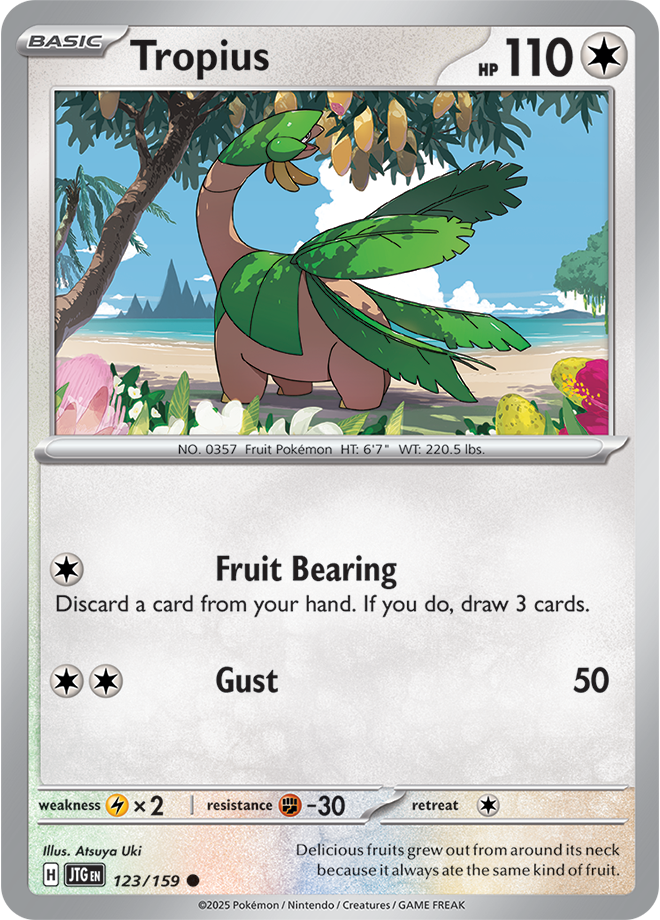 BASIC
Tropius
HP 110
NO. 0357 Fruit Pokémon HT: 6'7" WT: 220.5 lbs.
Fruit Bearing
Discard a card from your hand. If you do, draw 3 cards.
Gust 50
weakness ×2 resistance -30 retreat
Illus. Atsuya Uki
Delicious fruits grew out from around its neck
because it always ate the same kind of fruit.
H JTG EN 123/159
©2025 Pokémon / Nintendo / Creatures / GAME FREAK